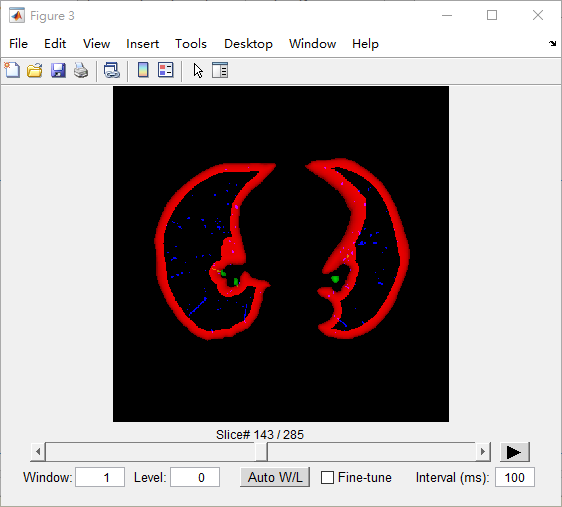 Figure 3
File Edit View Insert Tools Desktop Window Help
Slice# 143 / 285
Window: 1 Level: 0 Auto W/L Fine-tune Interval (ms): 100